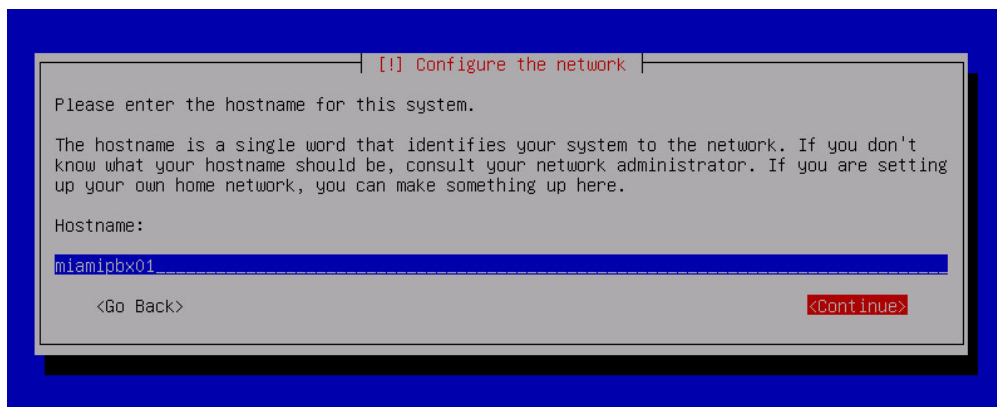 [!] Configure the network
Please enter the hostname for this system.
The hostname is a single word that identifies your system to the network. If you don't
know what your hostname should be, consult your network administrator. If you are setting
up your own home network, you can make something up here.
Hostname:
miamipbx01_______________________________________________________________________________
<Go Back>
<Continue>